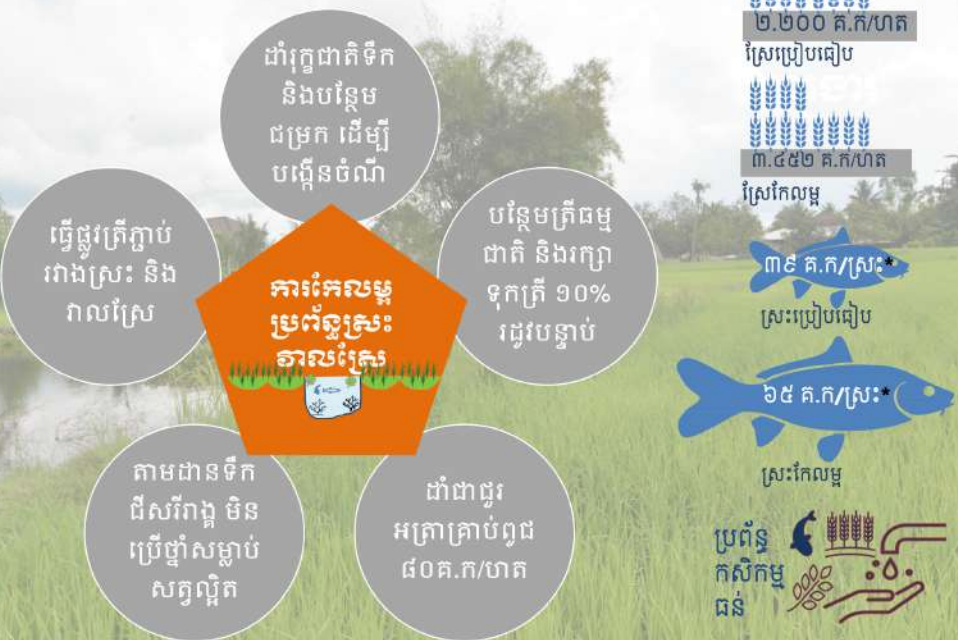 ដាំរុក្ខជាតិទឹក
និងបន្ថែម
ជម្រក ដើម្បី
បង្កើនចំណី
ធ្វើផ្លូវត្រីភ្ជាប់
រវាងស្រះ និង
វាលស្រែ
បន្ថែមត្រីធម្ម
ជាតិ និងរក្សា
ទុកត្រី ១០%
រដូវបន្ទាប់
ការកែលម្អ
ប្រព័ន្ធស្រះ
វាលស្រែ
តាមដានទឹក
ជីសរីរាង្គ មិន
ប្រើថ្នាំសម្លាប់
សត្វល្អិត
ដាំជាជួរ
អត្រាគ្រាប់ពូជ
៨០គ.ក/ហត
២.២០០ គ.ក/ហត
ស្រែប្រៀបធៀប
៣.៤៥២ គ.ក/ហត
ស្រែកែលម្អ
៣៩ គ.ក/ស្រះ*
ស្រះប្រៀបធៀប
៦៥ គ.ក/ស្រះ*
ស្រះកែលម្អ
ប្រព័ន្ធ
កសិកម្ម
ធន់